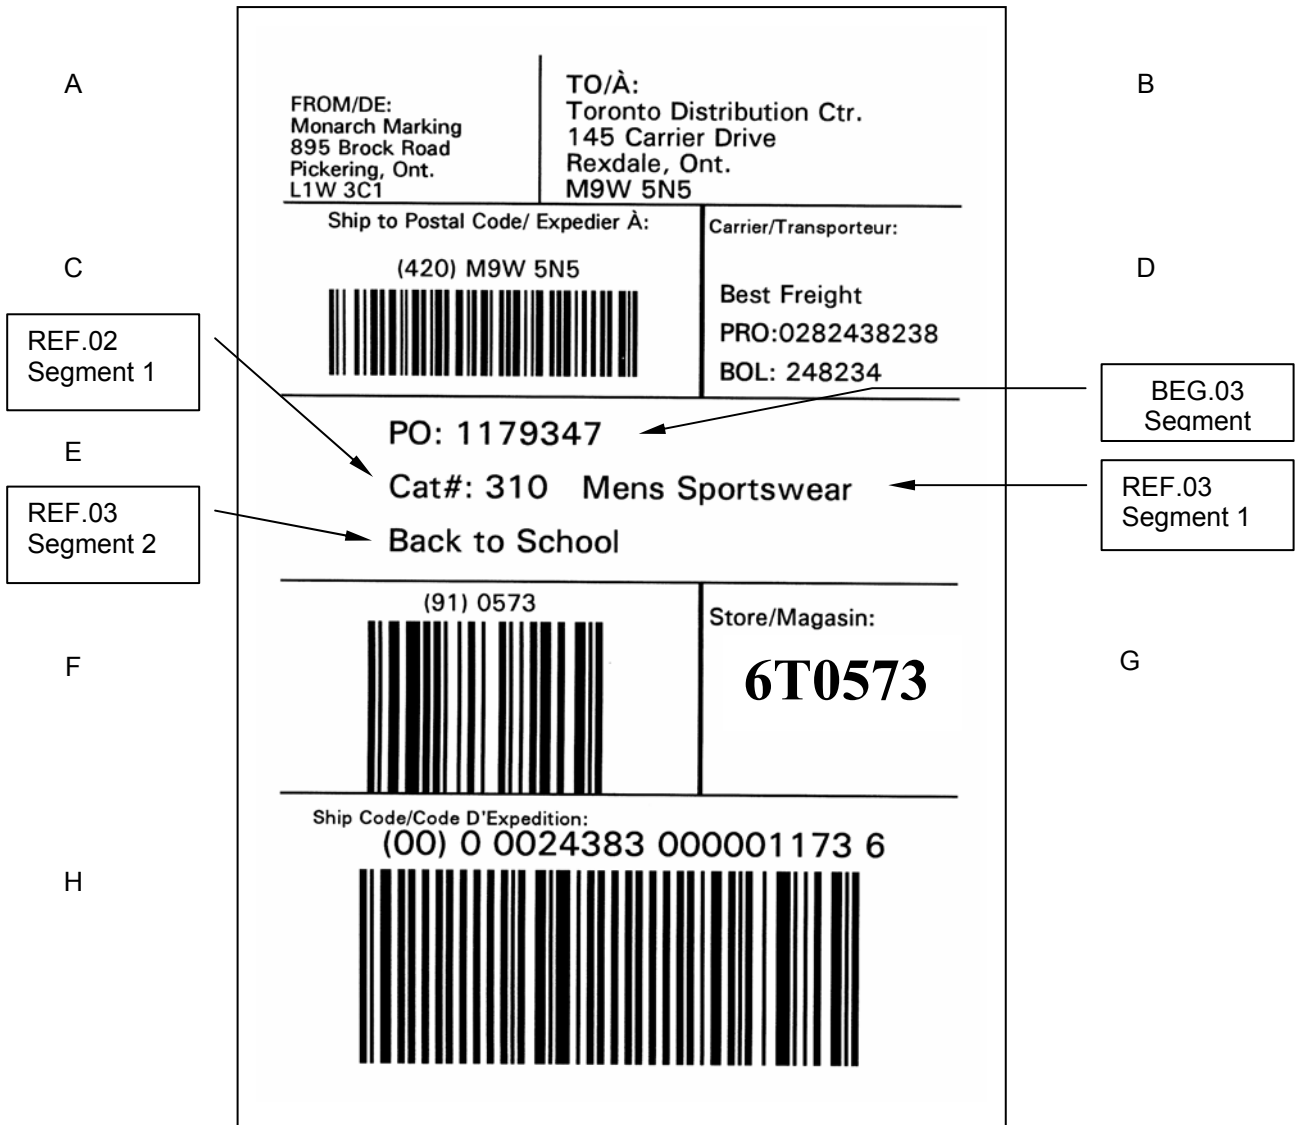 A
B
FROM/DE:
Monarch Marking
895 Brock Road
Pickering, Ont.
L1W 3C1
TO/À:
Toronto Distribution Ctr.
145 Carrier Drive
Rexdale, Ont.
M9W 5N5
C
Ship to Postal Code/ Expedier À:
(420) M9W 5N5
Carrier/Transporteur:
Best Freight
PRO:0282438238
BOL: 248234
D
REF.02
Segment 1
BEG.03
Segment
E
PO: 1179347
Cat#: 310 Mens Sportswear
Back to School
REF.03
Segment 2
REF.03
Segment 1
F
(91) 0573
Store/Magasin:
6T0573
G
H
Ship Code/Code D'Expedition:
(00) 0 0024383 000001173 6